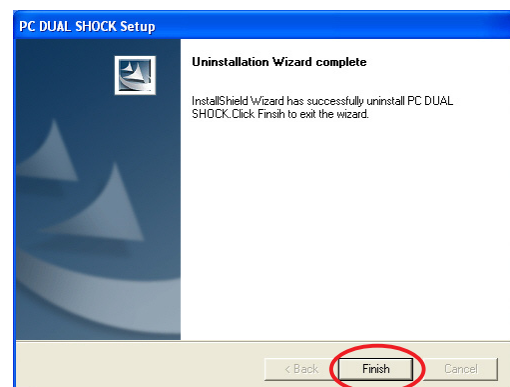 PC DUAL SHOCK Setup
Uninstallation Wizard complete
InstallShield Wizard has successfully uninstall PC DUAL
SHOCK.Click Finsih to exit the wizard.
< Back Finish Cancel